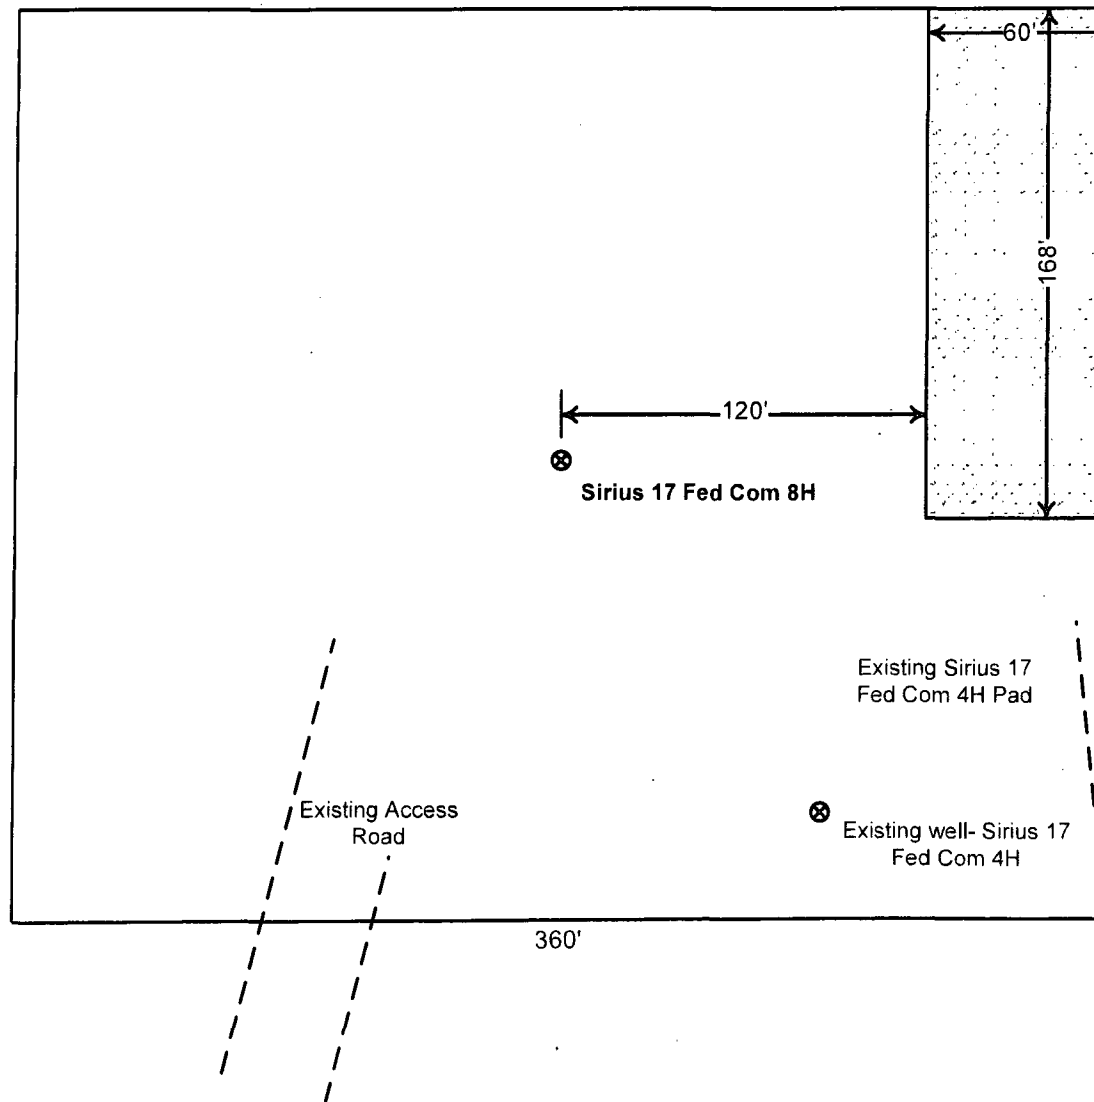 60'
168'
120'
Sirius 17 Fed Com 8H
Existing Sirius 17
Fed Com 4H Pad
Existing Access
Road
Existing well- Sirius 17
Fed Com 4H
360'